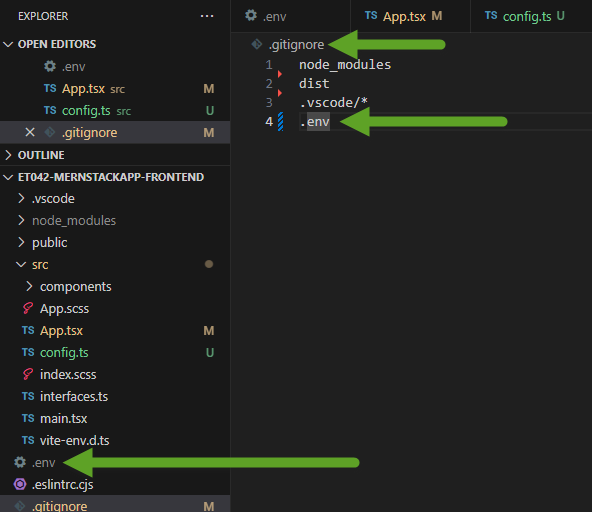 EXPLORER ...
OPEN EDITORS
.env
TS App.tsx src M
TS config.ts src U
.gitignore M
OUTLINE
ET042-MERNSTACKAPP-FRONTEND
.vscode
node_modules
public
src
components
App.scss
TS App.tsx M
TS config.ts U
index.scss
TS interfaces.ts
TS main.tsx
TS vite-env.d.ts
.env
.eslintrc.cjs
.gitignore M
.env TS App.tsx M TS config.ts U
.gitignore
1 node_modules
2 dist
3 .vscode/*
4 .env